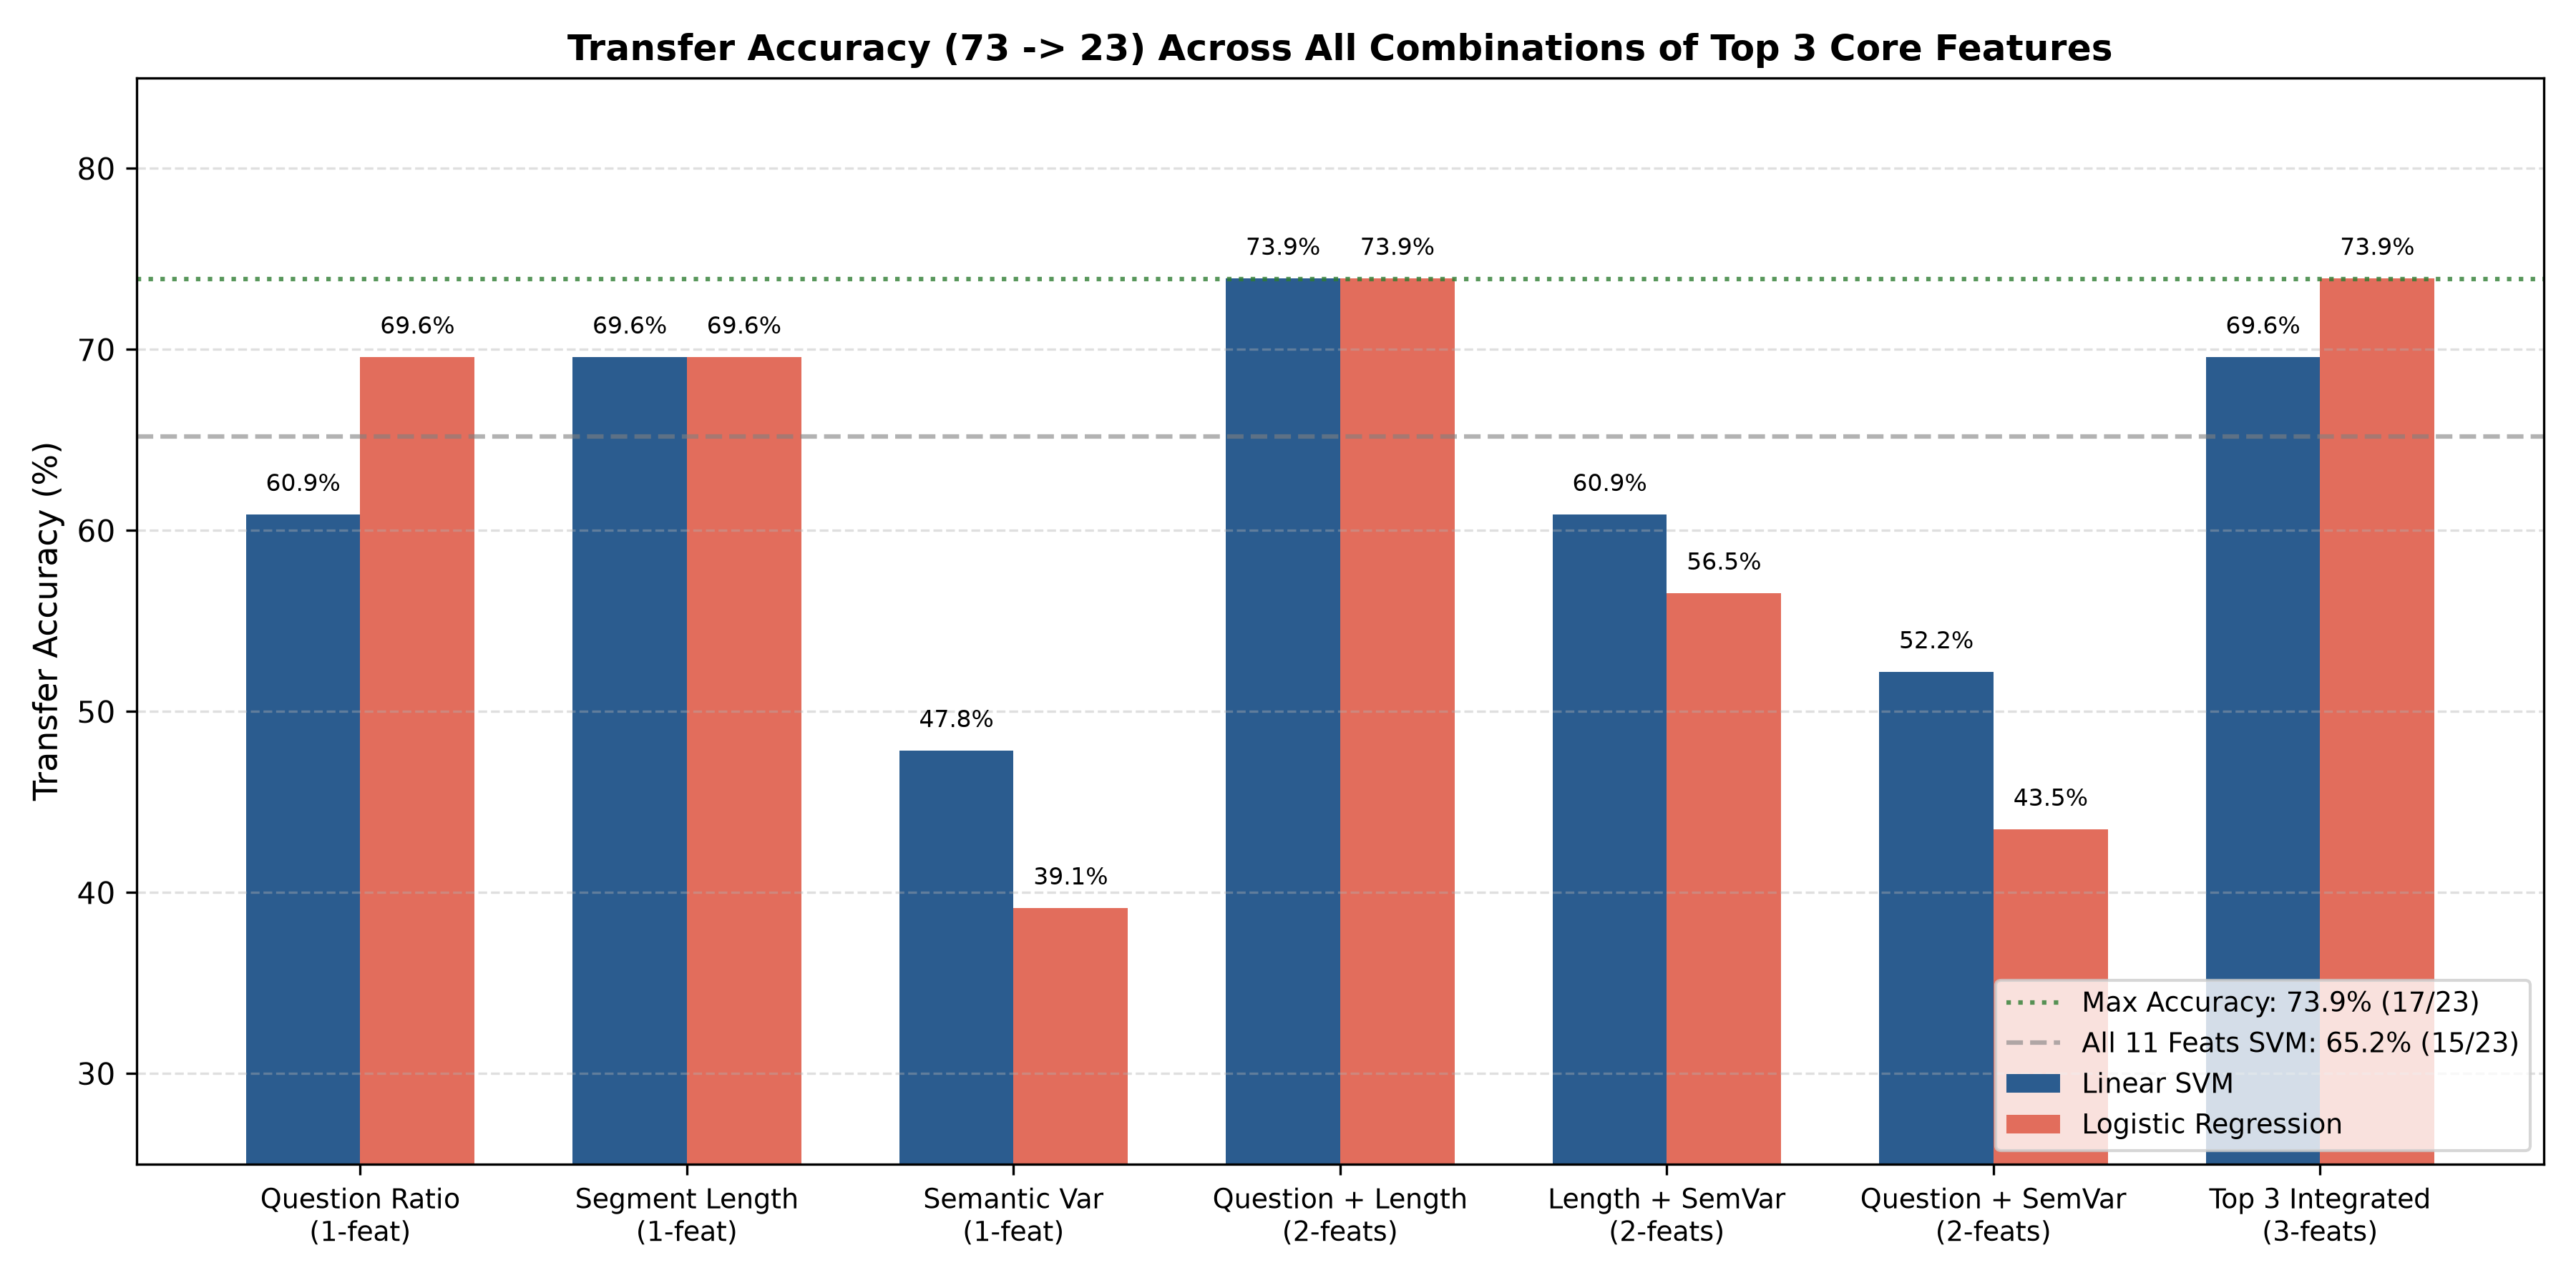 Transfer Accuracy (73 -> 23) Across All Combinations of Top 3 Core Features
Transfer Accuracy (%)
80
70
60
50
40
30
60.9%
69.6%
69.6%
69.6%
47.8%
39.1%
73.9%
73.9%
60.9%
56.5%
52.2%
43.5%
69.6%
73.9%
Max Accuracy: 73.9% (17/23)
All 11 Feats SVM: 65.2% (15/23)
Linear SVM
Logistic Regression
Question Ratio
(1-feat)
Segment Length
(1-feat)
Semantic Var
(1-feat)
Question + Length
(2-feats)
Length + SemVar
(2-feats)
Question + SemVar
(2-feats)
Top 3 Integrated
(3-feats)